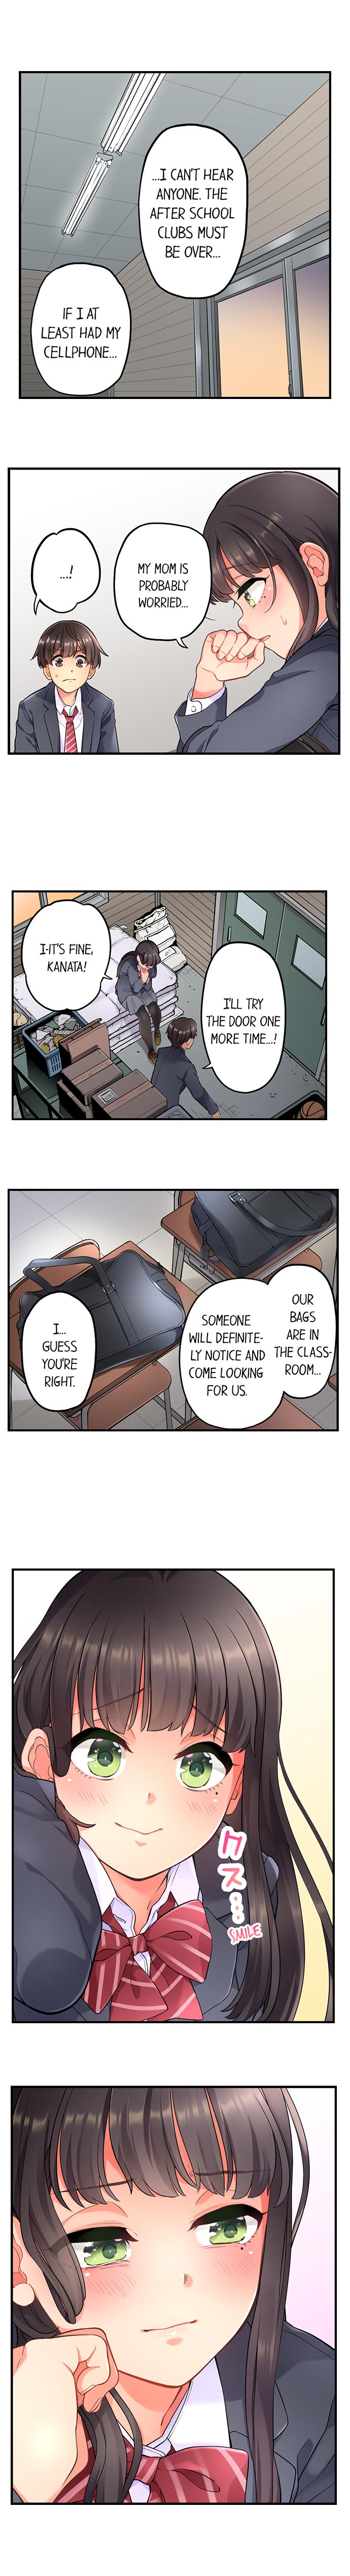 ...I CAN'T HEAR
ANYONE. THE
AFTER SCHOOL
CLUBS MUST
BE OVER...
IF I AT
LEAST HAD MY
CELLPHONE...
MY MOM IS
PROBABLY
WORRIED...
...!
I-IT'S FINE,
KANATA!
I'LL TRY
THE DOOR ONE
MORE TIME...!
OUR
BAGS
ARE IN
THE CLASS-
ROOM...
SOMEONE
WILL DEFINITE-
LY NOTICE AND
COME LOOKING
FOR US.
I...
GUESS
YOU'RE
RIGHT.
クス…
SMILE